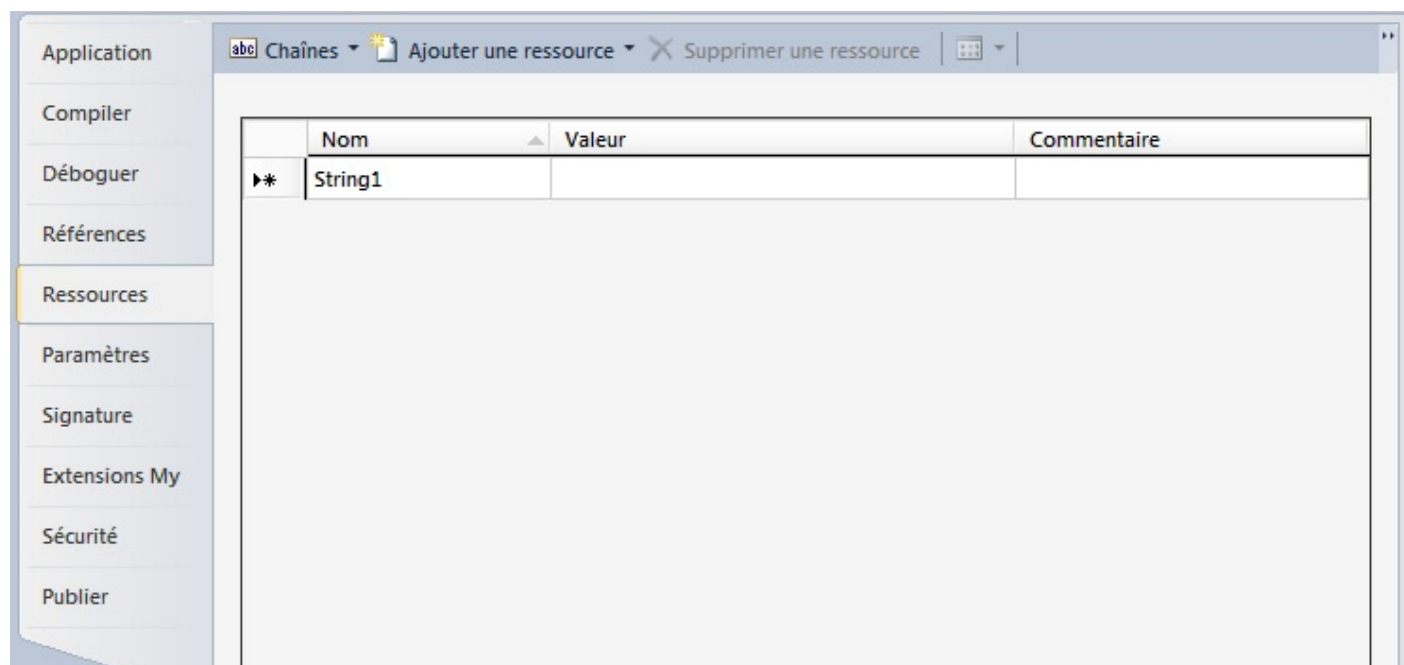 Application
Compiler
Déboguer
Références
Ressources
Paramètres
Signature
Extensions My
Sécurité
Publier
abc Chaînes Ajouter une ressource Supprimer une ressource
Nom Valeur Commentaire
String1